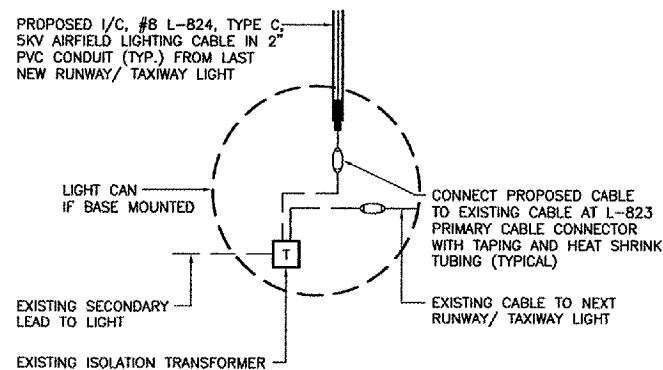 PROPOSED I/C, #8 L-824, TYPE C,
5KV AIRFIELD LIGHTING CABLE IN 2"
PVC CONDUIT (TYP.) FROM LAST
NEW RUNWAY/ TAXIWAY LIGHT
LIGHT CAN
IF BASE MOUNTED
CONNECT PROPOSED CABLE
TO EXISTING CABLE AT L-823
PRIMARY CABLE CONNECTOR
WITH TAPING AND HEAT SHRINK
TUBING (TYPICAL)
T
EXISTING SECONDARY
LEAD TO LIGHT
EXISTING CABLE TO NEXT
RUNWAY/ TAXIWAY LIGHT
EXISTING ISOLATION TRANSFORMER